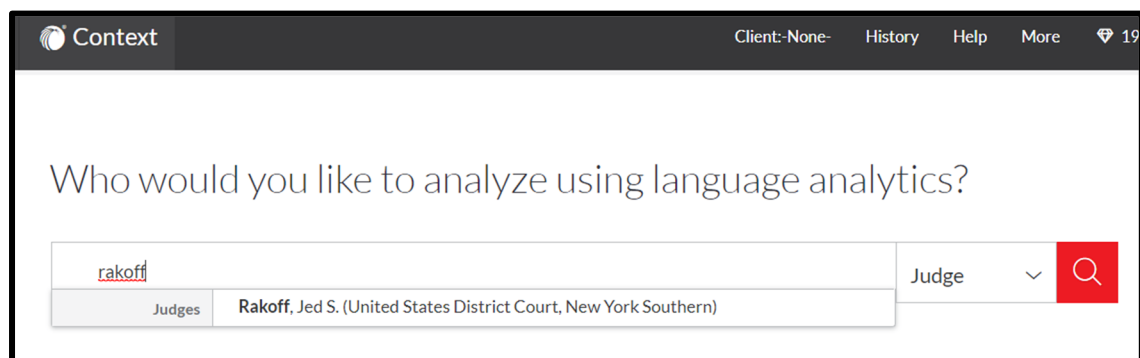 Context Client:-None- History Help More 19
Who would you like to analyze using language analytics?
rakoff Judge
Judges Rakoff, Jed S. (United States District Court, New York Southern)